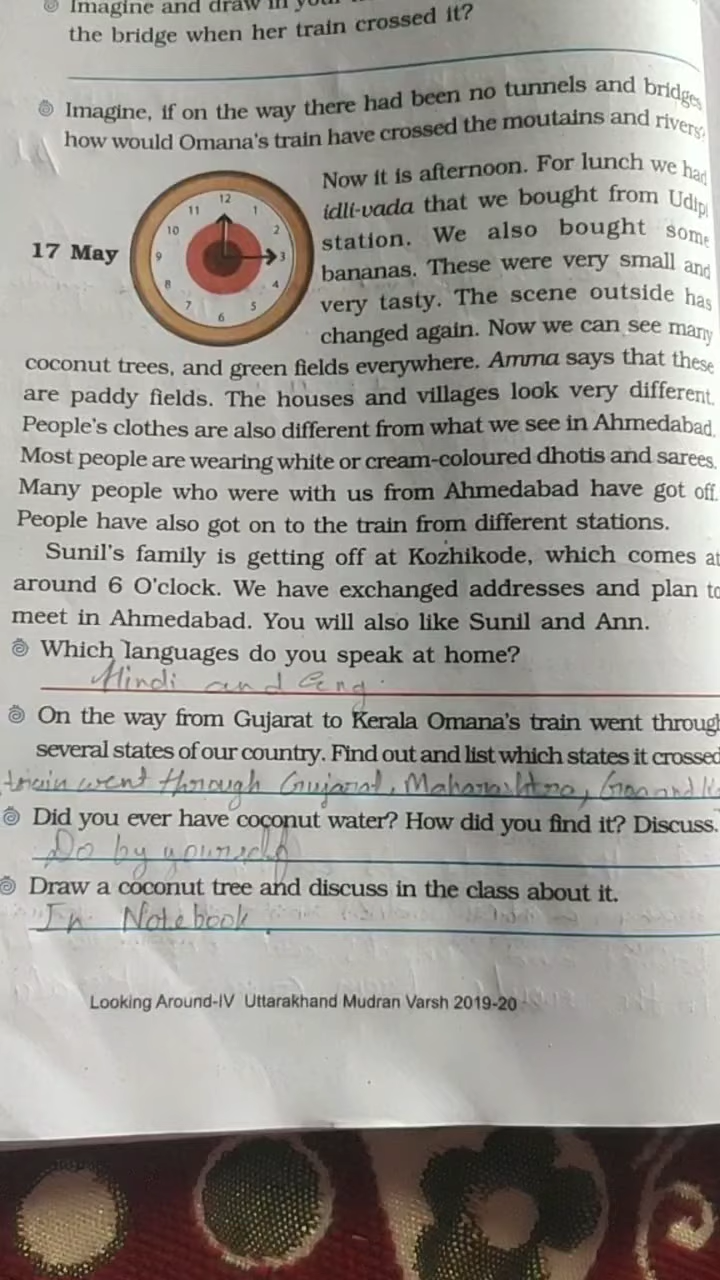 Imagine and draw in
the bridge when her train crossed it?
Imagine, if on the way there had been no tunnels and bridges
how would Omana's train have crossed the moutains and rivers?
Now it is afternoon. For lunch we had
idli-vada that we bought from Udipi
station. We also bought some
bananas. These were very small and
very tasty. The scene outside has
changed again. Now we can see many
17 May
12
11 1
10 2
9 3
8 4
7 5
6
coconut trees, and green fields everywhere. Amma says that these
are paddy fields. The houses and villages look very different.
People's clothes are also different from what we see in Ahmedabad.
Most people are wearing white or cream-coloured dhotis and sarees.
Many people who were with us from Ahmedabad have got off.
People have also got on to the train from different stations.
Sunil's family is getting off at Kozhikode, which comes at
around 6 O'clock. We have exchanged addresses and plan to
meet in Ahmedabad. You will also like Sunil and Ann.
Which languages do you speak at home?
Hindi and Eng.
On the way from Gujarat to Kerala Omana's train went through
several states of our country. Find out and list which states it crossed
train went through Gujarat, Maharashtra, Goa and
Did you ever have coconut water? How did you find it? Discuss.
Do by yourself
Draw a coconut tree and discuss in the class about it.
In Notebook.
Looking Around-IV Uttarakhand Mudran Varsh 2019-20